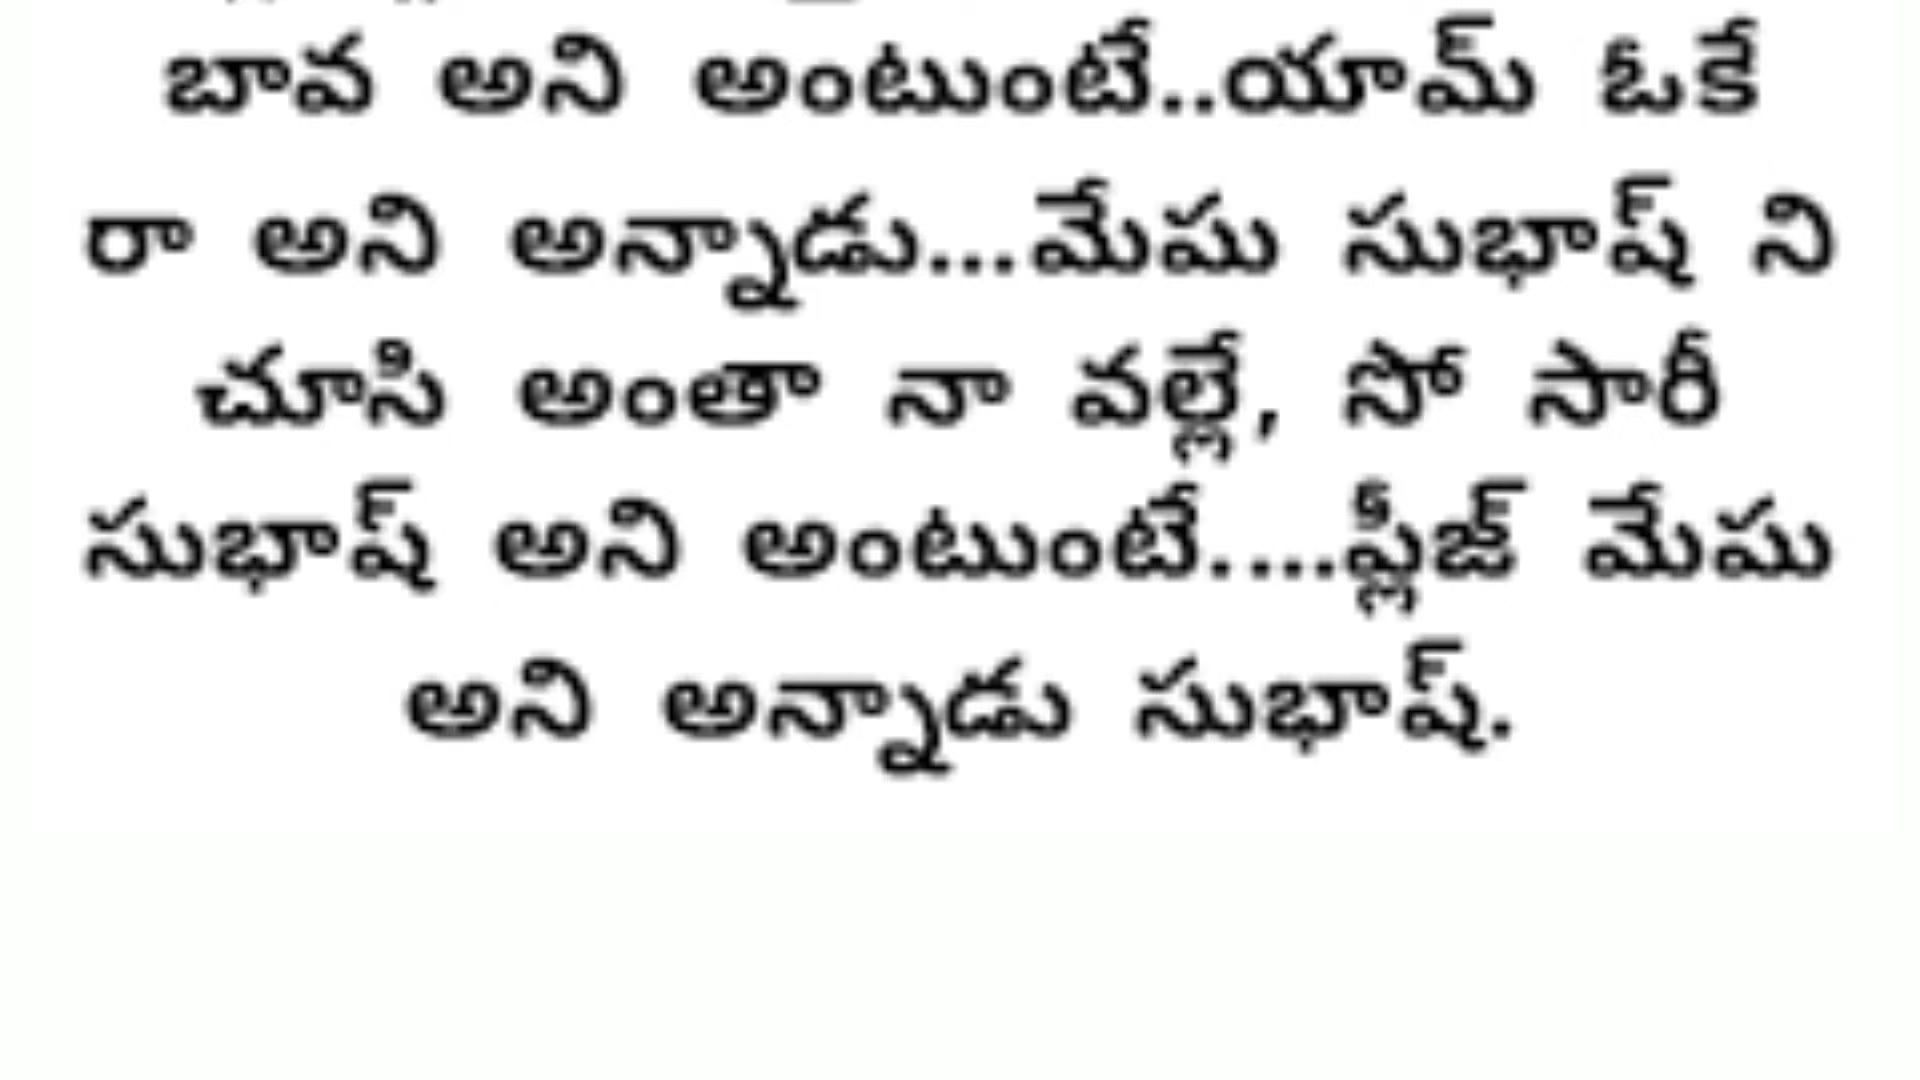 బావ అని అంటుంటే..యామ్ ఓకే
రా అని అన్నాడు...మేఘు సుభాష్ ని
చూసి అంతా నా వల్లే, సో సారీ
సుభాష్ అని అంటుంటే....ప్లీజ్ మేఘు
అని అన్నాడు సుభాష్.